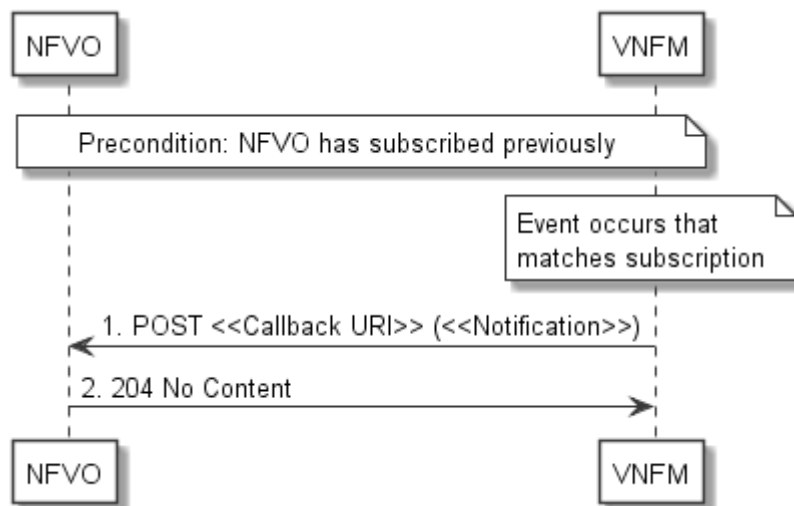 NFVO
VNFM
Precondition: NFVO has subscribed previously
Event occurs that
matches subscription
1. POST <<Callback URI>> (<<Notification>>)
2. 204 No Content
NFVO
VNFM